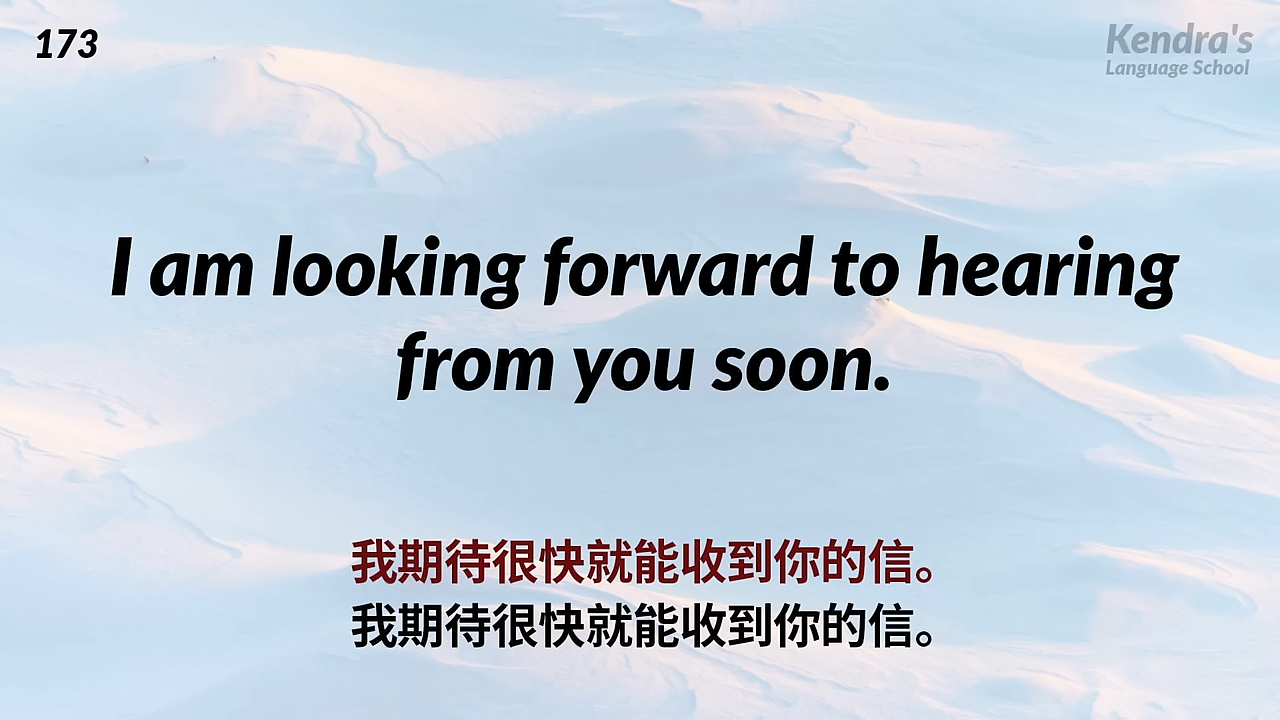 173
Kendra's
Language School
I am looking forward to hearing
from you soon.
我期待很快就能收到你的信。
我期待很快就能收到你的信。